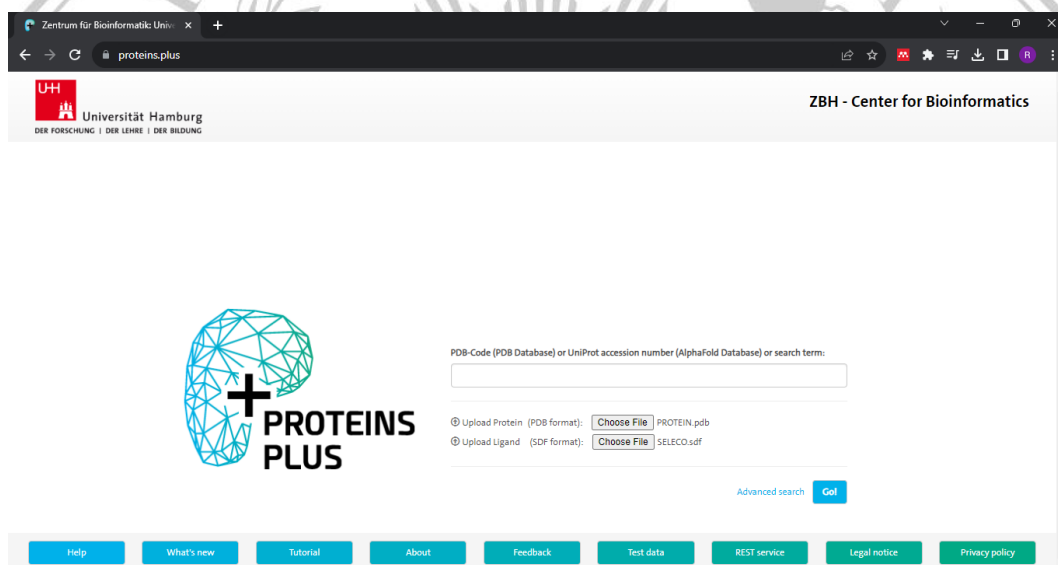 Zentrum für Bioinformatik: Univ
proteins.plus
R
UH
Universität Hamburg
DER FORSCHUNG | DER LEHRE | DER BILDUNG
ZBH - Center for Bioinformatics
PROTEINS
PLUS
PDB-Code (PDB Database) or UniProt accession number (AlphaFold Database) or search term:
Upload Protein (PDB format): Choose File PROTEIN.pdb
Upload Ligand (SDF format): Choose File SELECO.sdf
Advanced search Go!
Help What's new Tutorial About Feedback Test data REST service Legal notice Privacy policy